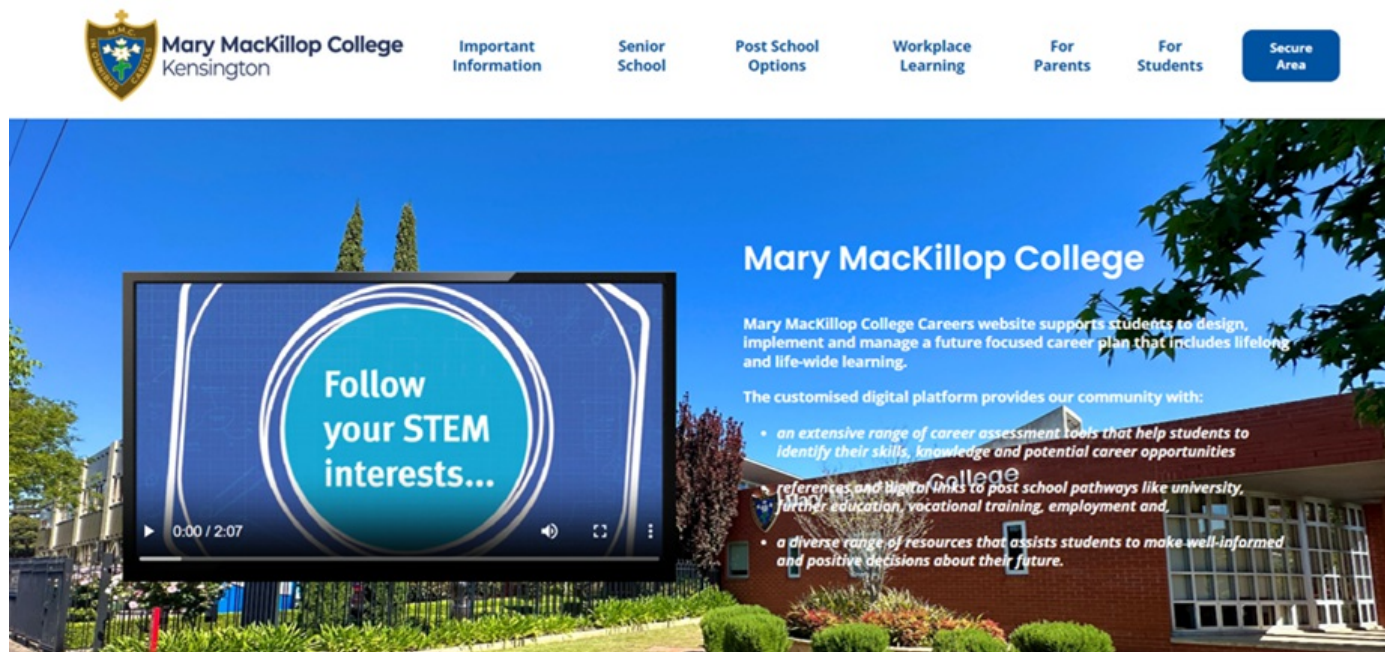 M.M.C.
IN OMNIBUS CARITAS
Mary MacKillop College
Kensington
Important
Information
Senior
School
Post School
Options
Workplace
Learning
For
Parents
For
Students
Secure
Area
Follow
your STEM
interests...
0:00 / 2:07
Mary MacKillop College
Mary MacKillop College Careers website supports students to design,
implement and manage a future focused career plan that includes lifelong
and life-wide learning.
The customised digital platform provides our community with:
• an extensive range of career assessment tools that help students to
identify their skills, knowledge and potential career opportunities
• references and digital links to post school pathways like university,
further education, vocational training, employment and,
• a diverse range of resources that assists students to make well-informed
and positive decisions about their future.
College